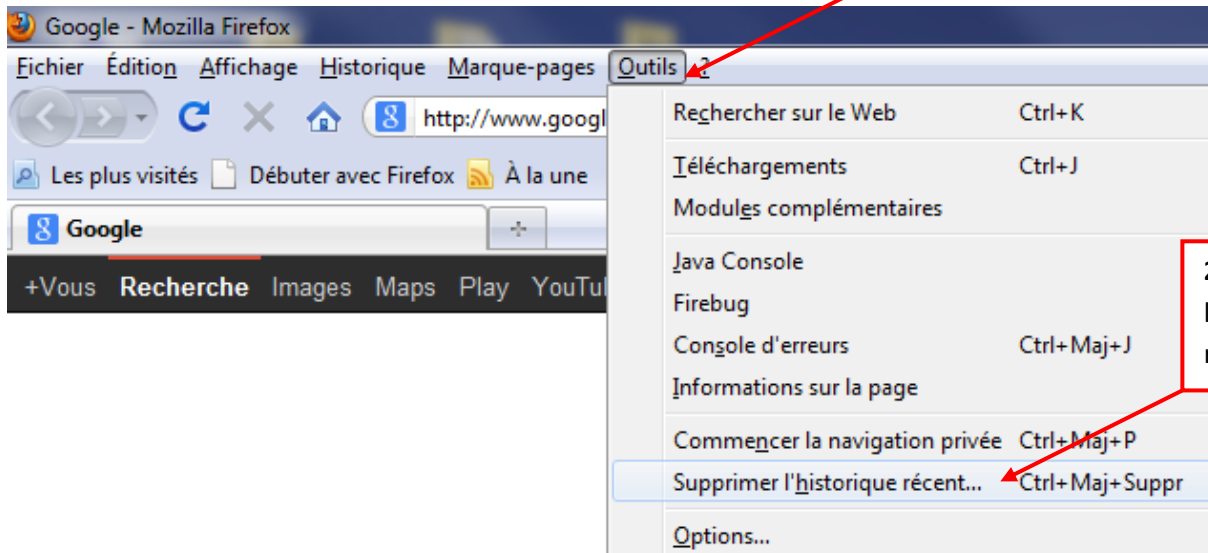 Google - Mozilla Firefox
Fichier Édition Affichage Historique Marque-pages Outils ?
http://www.googl
Les plus visités Débuter avec Firefox À la une
Google
+Vous Recherche Images Maps Play YouTu
Rechercher sur le Web Ctrl+K
Téléchargements Ctrl+J
Modules complémentaires
Java Console
Firebug
Console d'erreurs Ctrl+Maj+J
Informations sur la page
Commencer la navigation privée Ctrl+Maj+P
Supprimer l'historique récent... Ctrl+Maj+Suppr
Options...